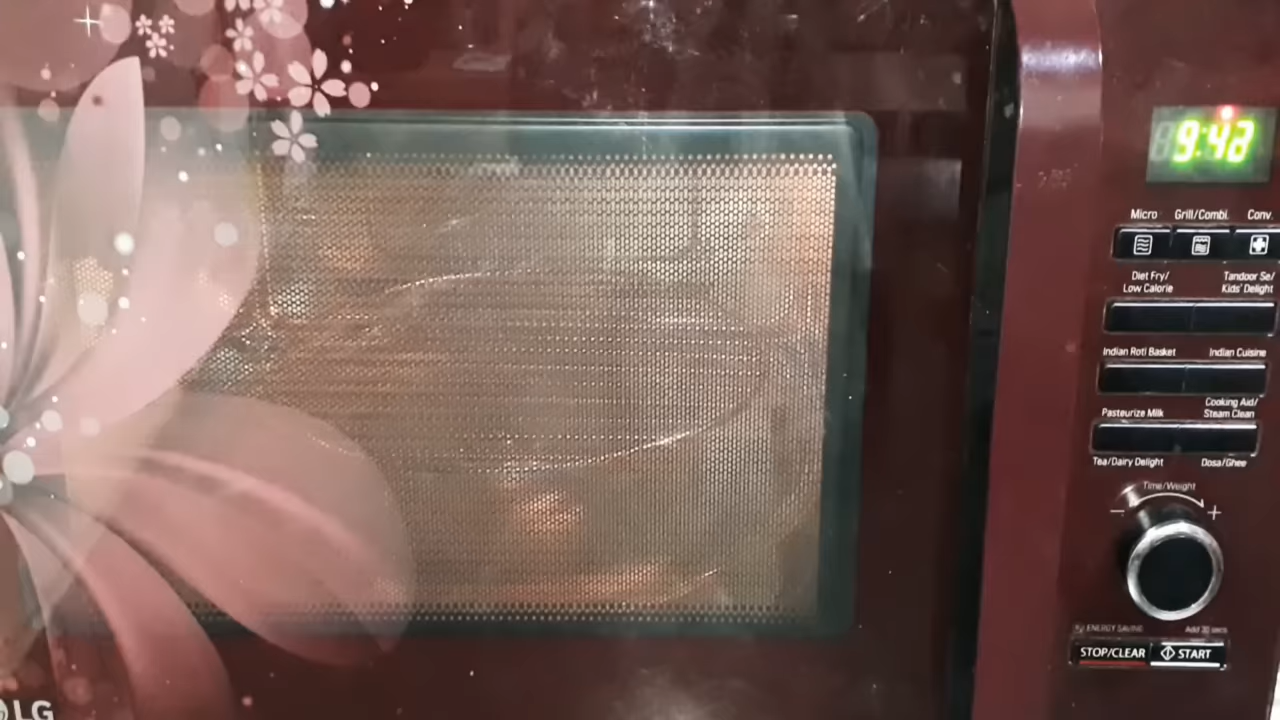 9:42
Micro Grill/Combi. Conv.
Diet Fry/ Low Calorie
Tandoor Se/ Kids' Delight
Indian Roti Basket Indian Cuisine
Pasteurize Milk
Cooking Aid/ Steam Clean
Tea/Dairy Delight Dosa/Ghee
Time/Weight
- +
ENERGY SAVING Add 30 secs
STOP/CLEAR START
LG